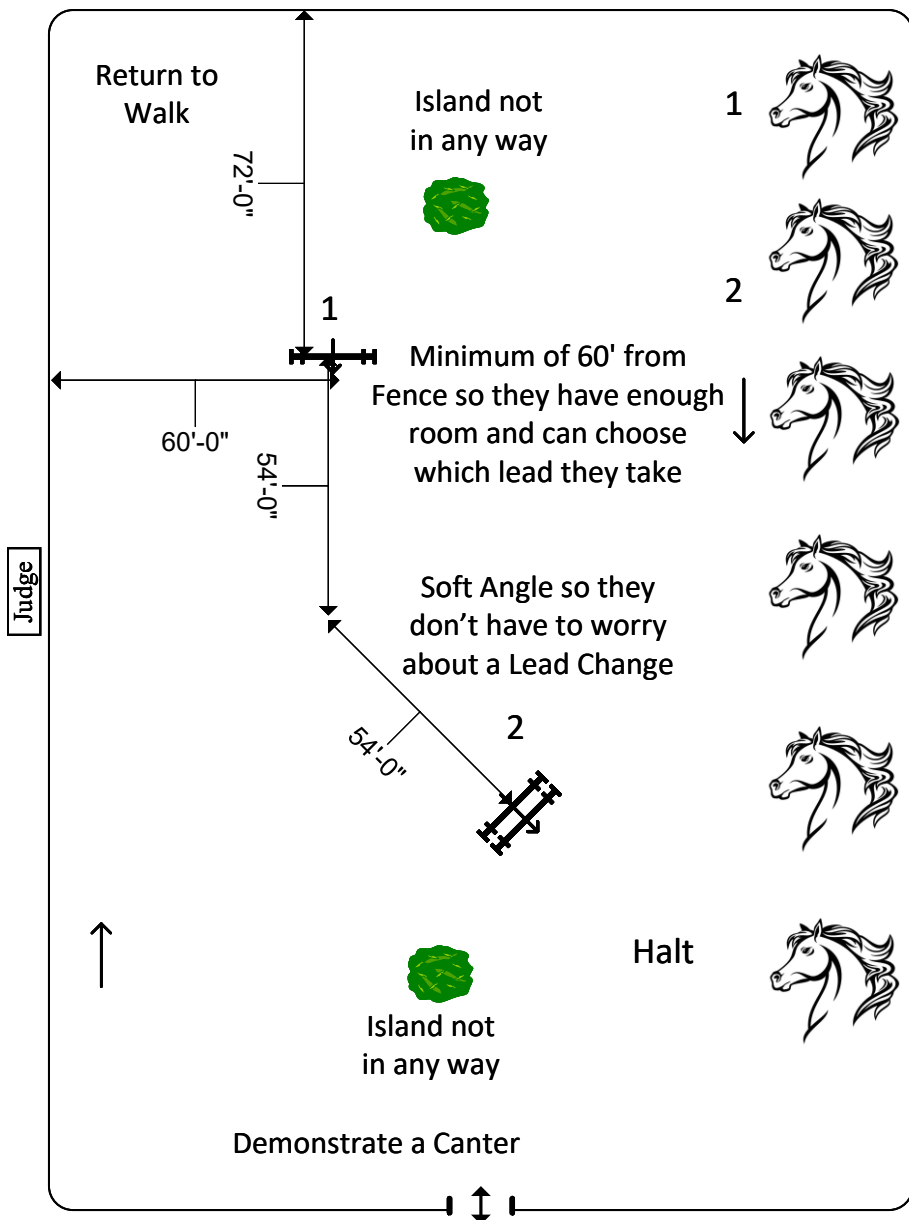 Return to
Walk
Island not
in any way
1
72'-0"
2
1
Minimum of 60' from
Fence so they have enough
room and can choose
which lead they take
60'-0"
54'-0"
Judge
Soft Angle so they
don’t have to worry
about a Lead Change
2
54'-0"
Halt
Island not
in any way
Demonstrate a Canter